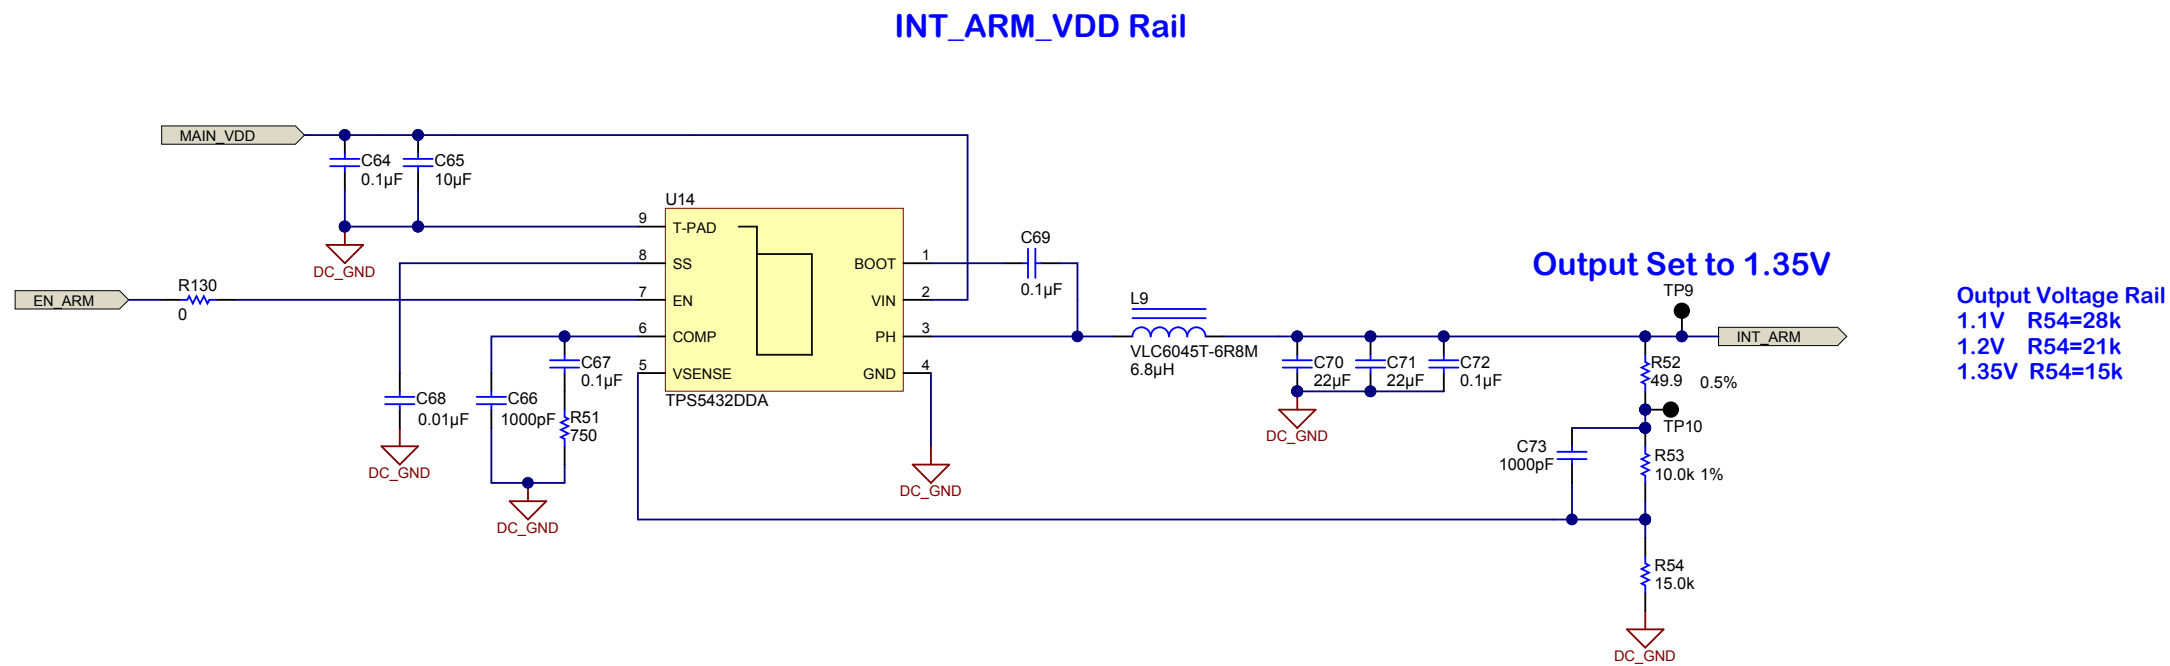 INT_ARM_VDD Rail
MAIN_VDD
C64
0.1µF
C65
10µF
DC_GND
EN_ARM
R130
0
U14
9
T-PAD
8
SS
7
EN
6
COMP
5
VSENSE
BOOT
1
VIN
2
PH
3
GND
4
TPS5432DDA
C68
0.01µF
DC_GND
C66
1000pF
C67
0.1µF
R51
750
DC_GND
DC_GND
C69
0.1µF
L9
VLC6045T-6R8M
6.8µH
C70
22µF
C71
22µF
C72
0.1µF
DC_GND
Output Set to 1.35V
TP9
INT_ARM
R52
49.9 0.5%
TP10
C73
1000pF
R53
10.0k 1%
R54
15.0k
DC_GND
Output Voltage Rail
1.1V R54=28k
1.2V R54=21k
1.35V R54=15k